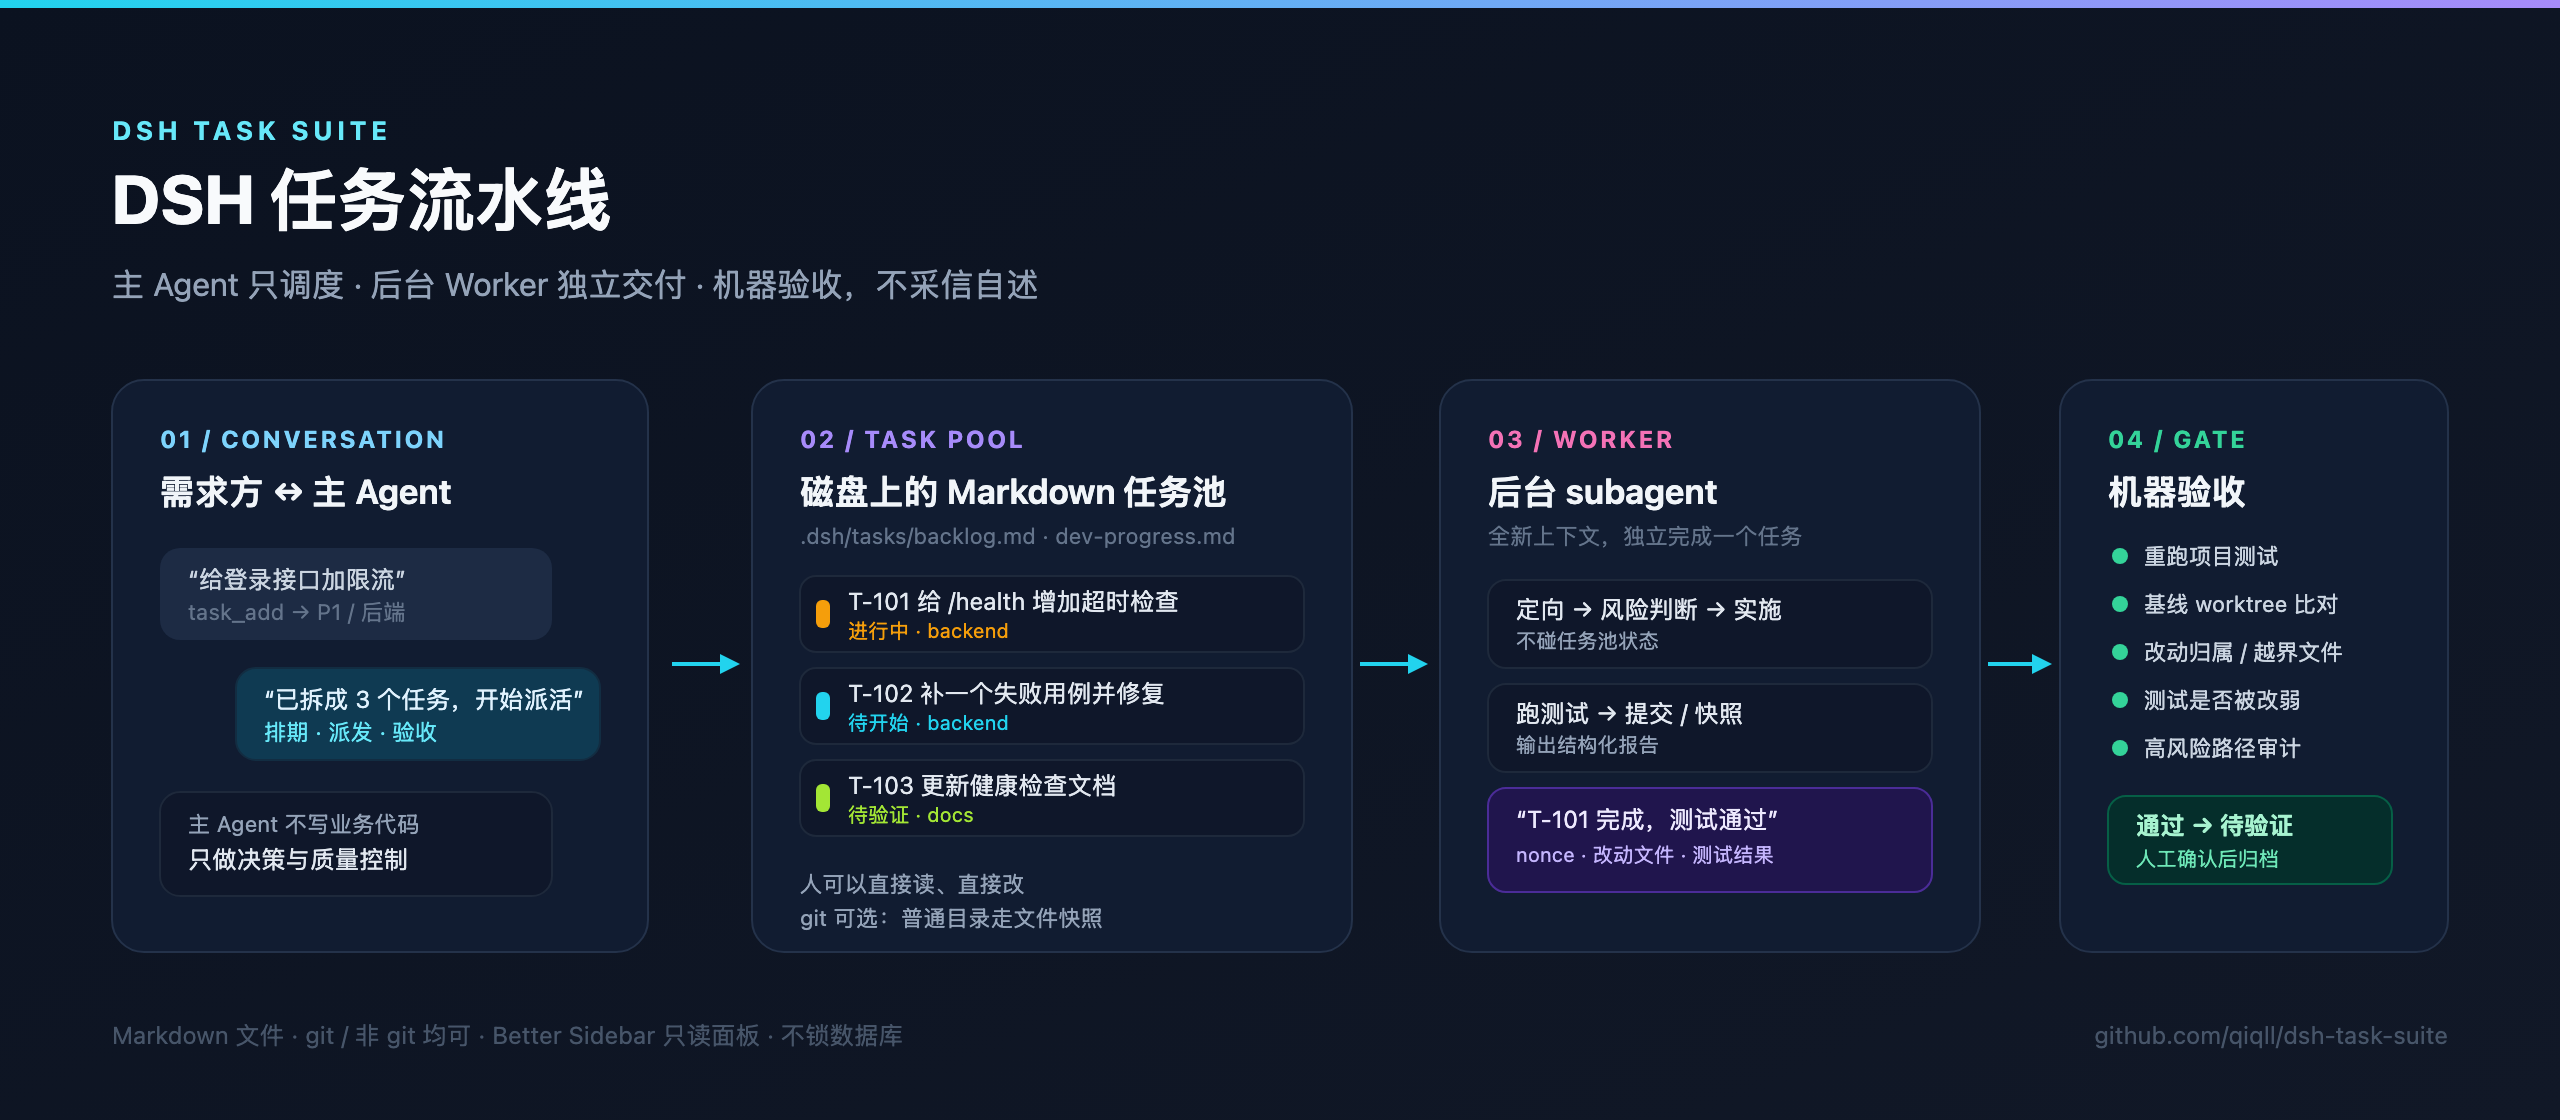 DSH TASK SUITE
DSH 任务流水线
主 Agent 只调度 · 后台 Worker 独立交付 · 机器验收，不采信自述
01 / CONVERSATION
需求方 ↔ 主 Agent
“给登录接口加限流”
task_add → P1 / 后端
“已拆成 3 个任务，开始派活”
排期 · 派发 · 验收
主 Agent 不写业务代码
只做决策与质量控制
02 / TASK POOL
磁盘上的 Markdown 任务池
.dsh/tasks/backlog.md · dev-progress.md
T-101 给 /health 增加超时检查
进行中 · backend
T-102 补一个失败用例并修复
待开始 · backend
T-103 更新健康检查文档
待验证 · docs
人可以直接读、直接改
git 可选：普通目录走文件快照
03 / WORKER
后台 subagent
全新上下文，独立完成一个任务
定向 → 风险判断 → 实施
不碰任务池状态
跑测试 → 提交 / 快照
输出结构化报告
“T-101 完成，测试通过”
nonce · 改动文件 · 测试结果
04 / GATE
机器验收
重跑项目测试
基线 worktree 比对
改动归属 / 越界文件
测试是否被改弱
高风险路径审计
通过 → 待验证
人工确认后归档
Markdown 文件 · git / 非 git 均可 · Better Sidebar 只读面板 · 不锁数据库
github.com/qiqll/dsh-task-suite